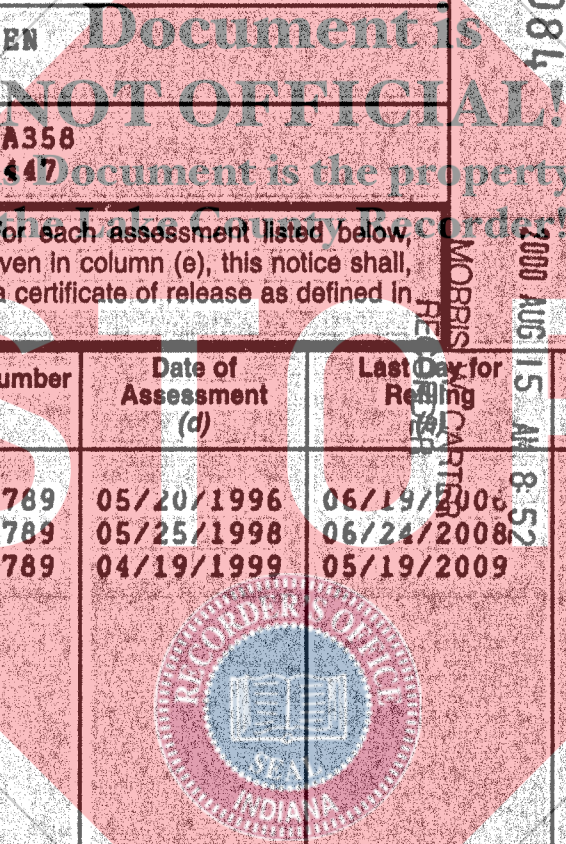 EN
Document is
NOT OFFICIAL!
A358
447
Document is the property
the Lake County Recorder!
or each assessment listed below,
ven in column (e), this notice shall,
a certificate of release as defined in
STO
umber
Date of
Assessment
(d)
Last Day for
Refiling
(e)
789 05/20/1996 06/19/2006
789 05/25/1998 06/24/2008
789 04/19/1999 05/19/2009
RECORDER'S OFFICE
SEAL
INDIANA
084
2000 AUG 15 AM 8:52
MORRIS W. CARTER
RECORDER